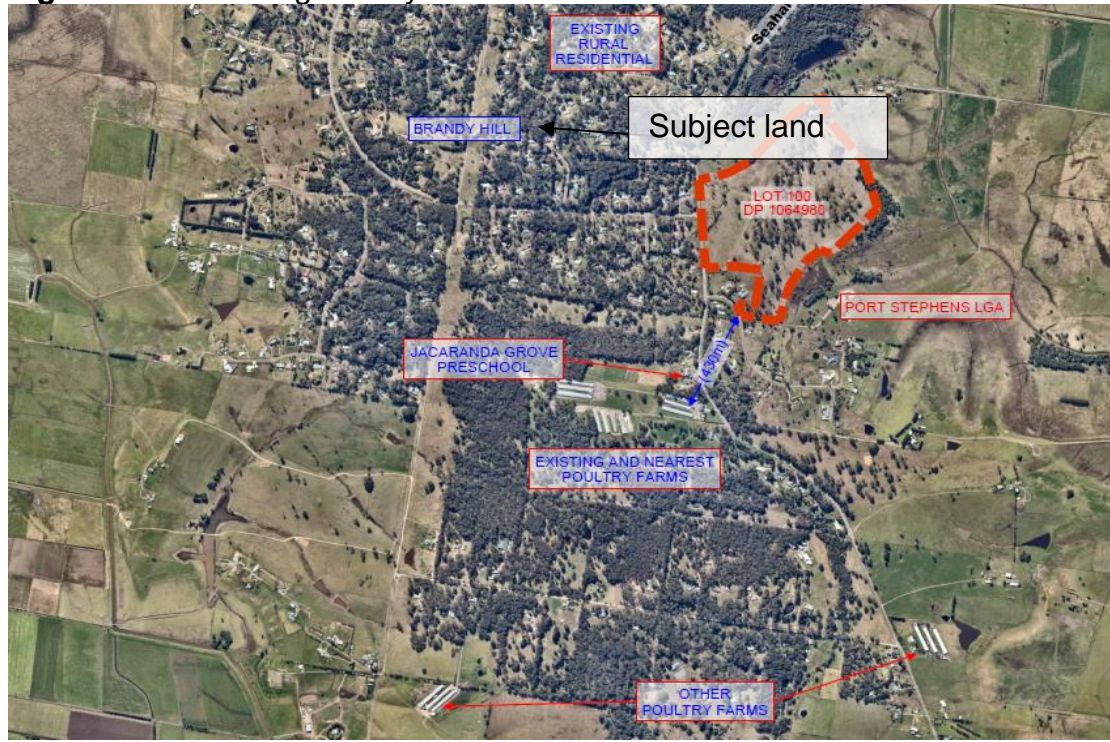 EXISTING
RURAL
RESIDENTIAL
BRANDY HILL
Subject land
LOT 100
DP 1064980
PORT STEPHENS LGA
JACARANDA GROVE
PRESCHOOL
(430m)
EXISTING AND NEAREST
POULTRY FARMS
OTHER
POULTRY FARMS